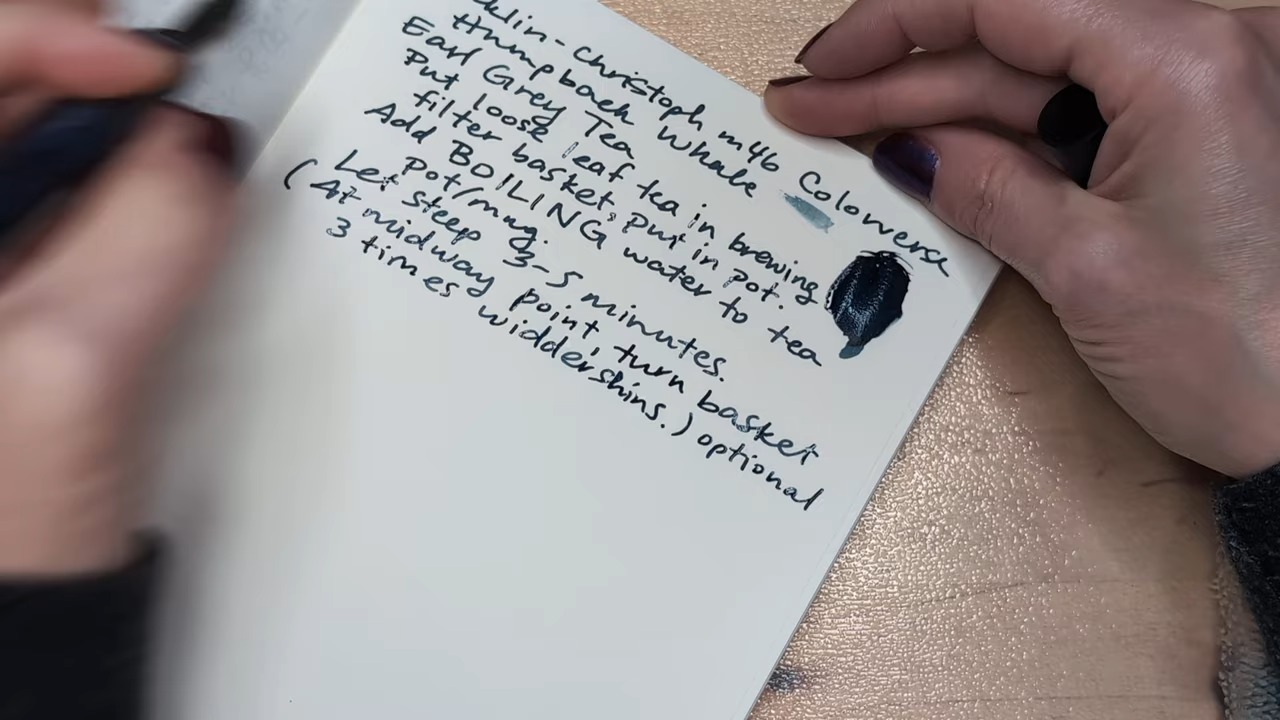 klin-Christoph m46 Colorverse
Humpback Whale
Earl Grey Tea
Put loose leaf tea in brewing
filter basket; put in pot.
Add BOILING water to tea
pot/mug.
Let steep 3-5 minutes.
(At midway point, turn basket
3 times widdershins.) optional